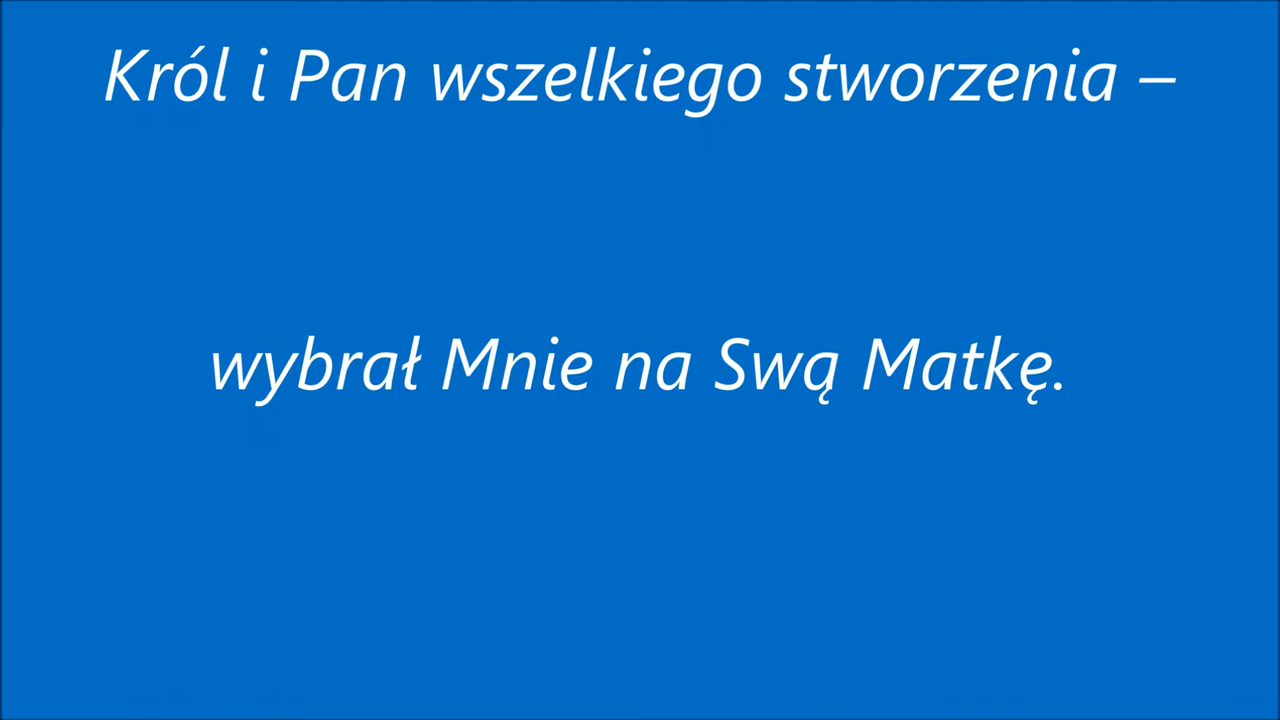 Król i Pan wszelkiego stworzenia –
wybrał Mnie na Swą Matkę.